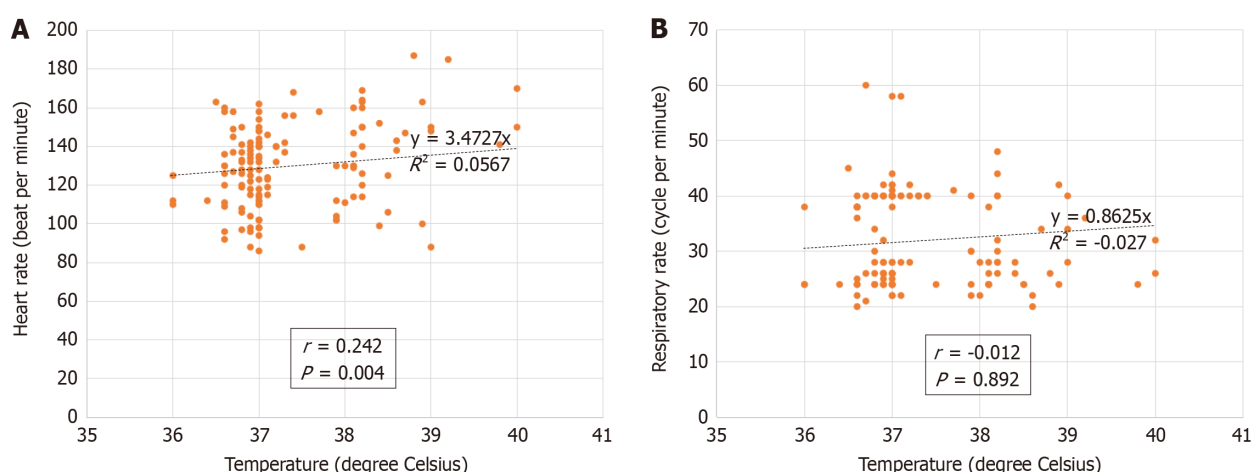 A
Heart rate (beat per minute)
200
180
160
140
120
100
80
60
40
20
0
y = 3.4727x
R² = 0.0567
r = 0.242
P = 0.004
35 36 37 38 39 40 41
Temperature (degree Celsius)
B
Respiratory rate (cycle per minute)
70
60
50
40
30
20
10
0
y = 0.8625x
R² = -0.027
r = -0.012
P = 0.892
35 36 37 38 39 40 41
Temperature (degree Celsius)